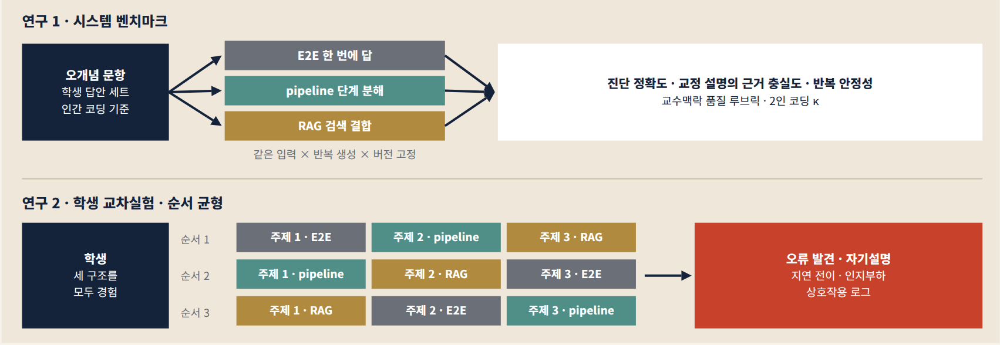 연구 1 · 시스템 벤치마크
오개념 문항
학생 답안 세트
인간 코딩 기준
E2E 한 번에 답
pipeline 단계 분해
RAG 검색 결합
같은 입력 × 반복 생성 × 버전 고정
진단 정확도 · 교정 설명의 근거 충실도 · 반복 안정성
교수맥락 품질 루브릭 · 2인 코딩 κ
연구 2 · 학생 교차실험 · 순서 균형
학생
세 구조를
모두 경험
순서 1
주제 1 · E2E
주제 2 · pipeline
주제 3 · RAG
순서 2
주제 1 · pipeline
주제 2 · RAG
주제 3 · E2E
순서 3
주제 1 · RAG
주제 2 · E2E
주제 3 · pipeline
오류 발견 · 자기설명
지연 전이 · 인지부하
상호작용 로그